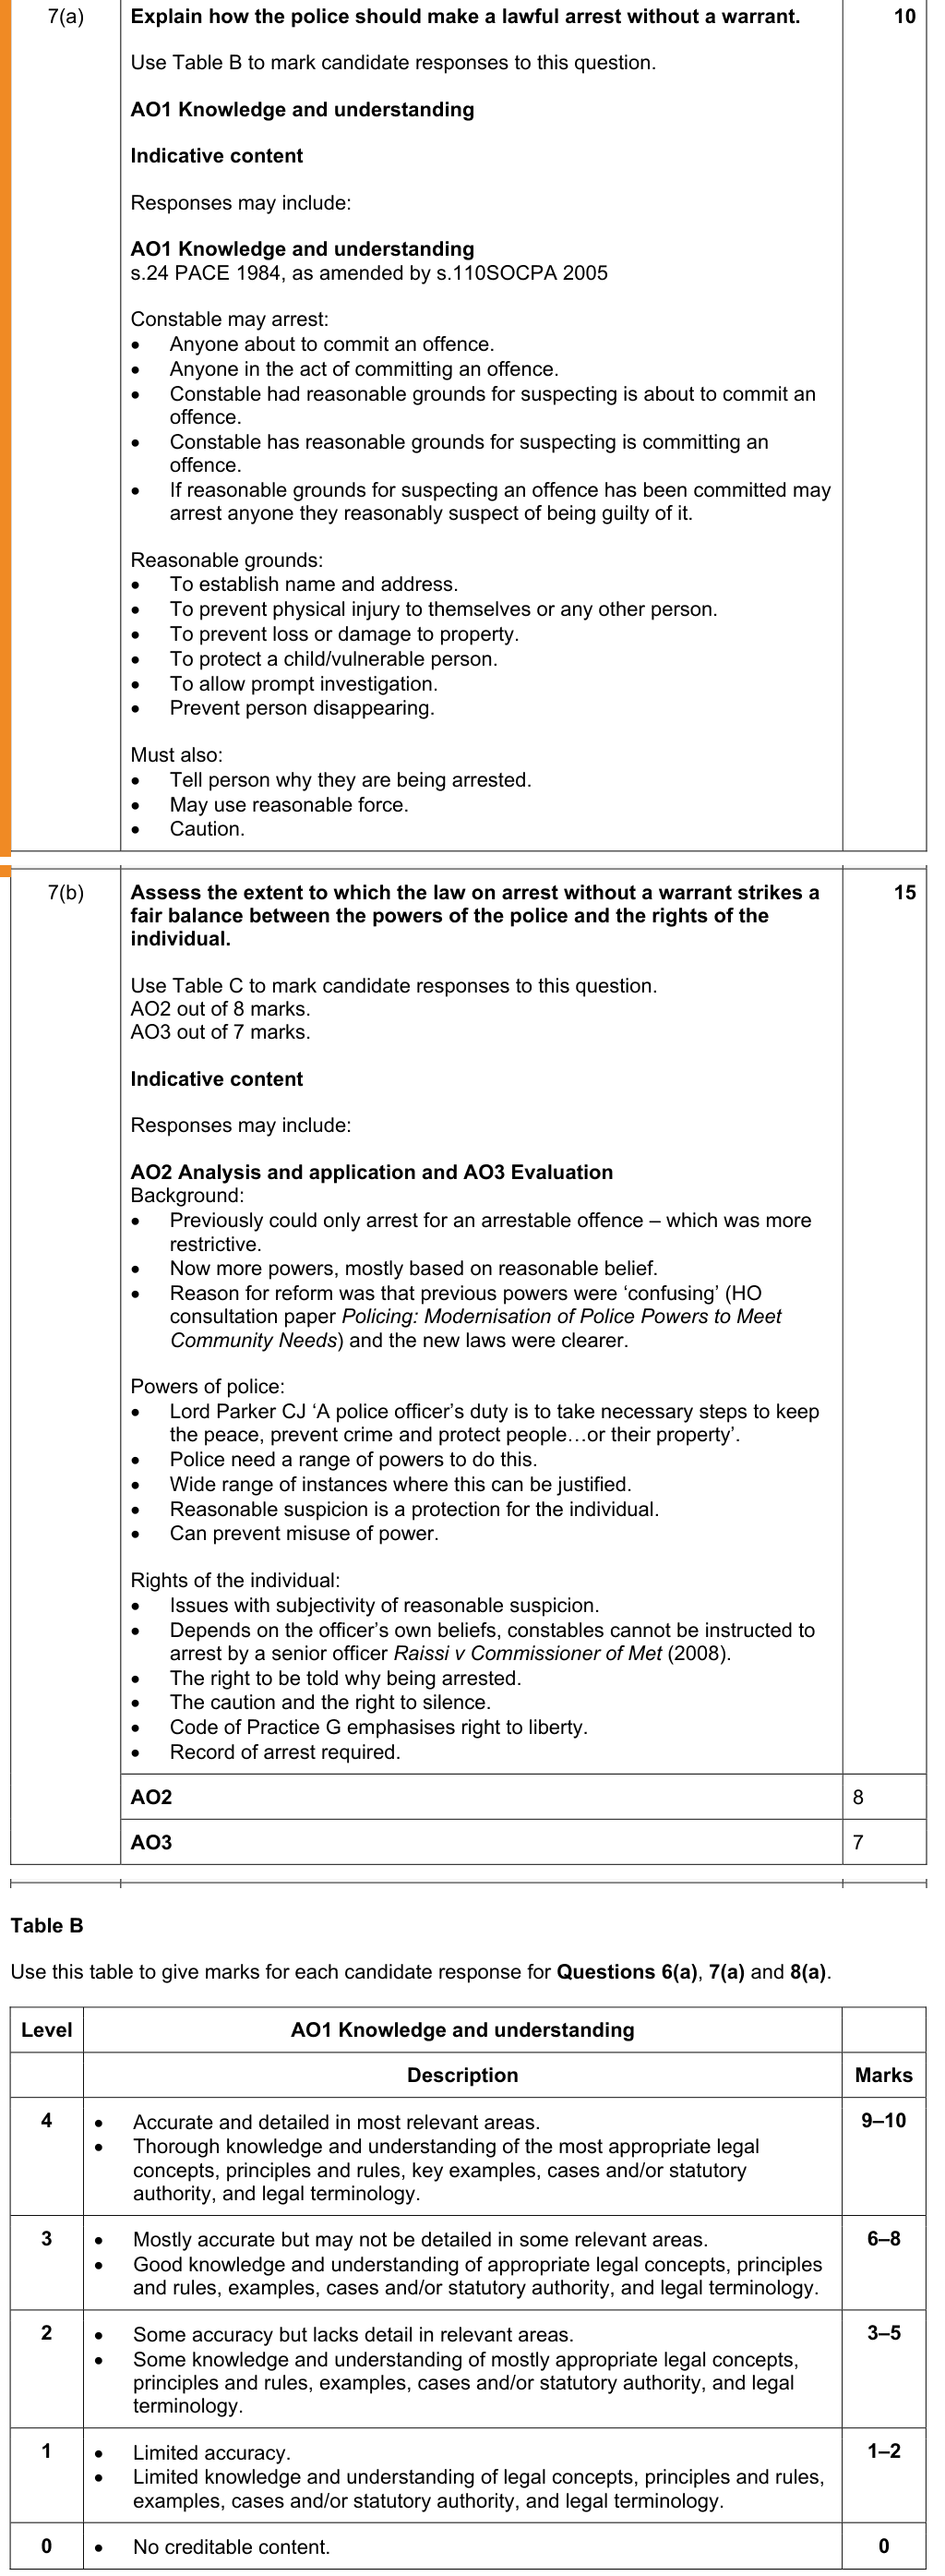 7(a) Explain how the police should make a lawful arrest without a warrant. 10
Use Table B to mark candidate responses to this question.
AO1 Knowledge and understanding
Indicative content
Responses may include:
AO1 Knowledge and understanding
s.24 PACE 1984, as amended by s.110SOCPA 2005
Constable may arrest:
• Anyone about to commit an offence.
• Anyone in the act of committing an offence.
• Constable had reasonable grounds for suspecting is about to commit an
offence.
• Constable has reasonable grounds for suspecting is committing an
offence.
• If reasonable grounds for suspecting an offence has been committed may
arrest anyone they reasonably suspect of being guilty of it.
Reasonable grounds:
• To establish name and address.
• To prevent physical injury to themselves or any other person.
• To prevent loss or damage to property.
• To protect a child/vulnerable person.
• To allow prompt investigation.
• Prevent person disappearing.
Must also:
• Tell person why they are being arrested.
• May use reasonable force.
• Caution.
7(b) Assess the extent to which the law on arrest without a warrant strikes a 15
fair balance between the powers of the police and the rights of the
individual.
Use Table C to mark candidate responses to this question.
AO2 out of 8 marks.
AO3 out of 7 marks.
Indicative content
Responses may include:
AO2 Analysis and application and AO3 Evaluation
Background:
• Previously could only arrest for an arrestable offence – which was more
restrictive.
• Now more powers, mostly based on reasonable belief.
• Reason for reform was that previous powers were ‘confusing’ (HO
consultation paper Policing: Modernisation of Police Powers to Meet
Community Needs) and the new laws were clearer.
Powers of police:
• Lord Parker CJ ‘A police officer’s duty is to take necessary steps to keep
the peace, prevent crime and protect people…or their property’.
• Police need a range of powers to do this.
• Wide range of instances where this can be justified.
• Reasonable suspicion is a protection for the individual.
• Can prevent misuse of power.
Rights of the individual:
• Issues with subjectivity of reasonable suspicion.
• Depends on the officer’s own beliefs, constables cannot be instructed to
arrest by a senior officer Raissi v Commissioner of Met (2008).
• The right to be told why being arrested.
• The caution and the right to silence.
• Code of Practice G emphasises right to liberty.
• Record of arrest required.
AO2 8
AO3 7
Table B
Use this table to give marks for each candidate response for Questions 6(a), 7(a) and 8(a).
Level AO1 Knowledge and understanding
Description Marks
4 • Accurate and detailed in most relevant areas. 9–10
• Thorough knowledge and understanding of the most appropriate legal
concepts, principles and rules, key examples, cases and/or statutory
authority, and legal terminology.
3 • Mostly accurate but may not be detailed in some relevant areas. 6–8
• Good knowledge and understanding of appropriate legal concepts, principles
and rules, examples, cases and/or statutory authority, and legal terminology.
2 • Some accuracy but lacks detail in relevant areas. 3–5
• Some knowledge and understanding of mostly appropriate legal concepts,
principles and rules, examples, cases and/or statutory authority, and legal
terminology.
1 • Limited accuracy. 1–2
• Limited knowledge and understanding of legal concepts, principles and rules,
examples, cases and/or statutory authority, and legal terminology.
0 • No creditable content. 0